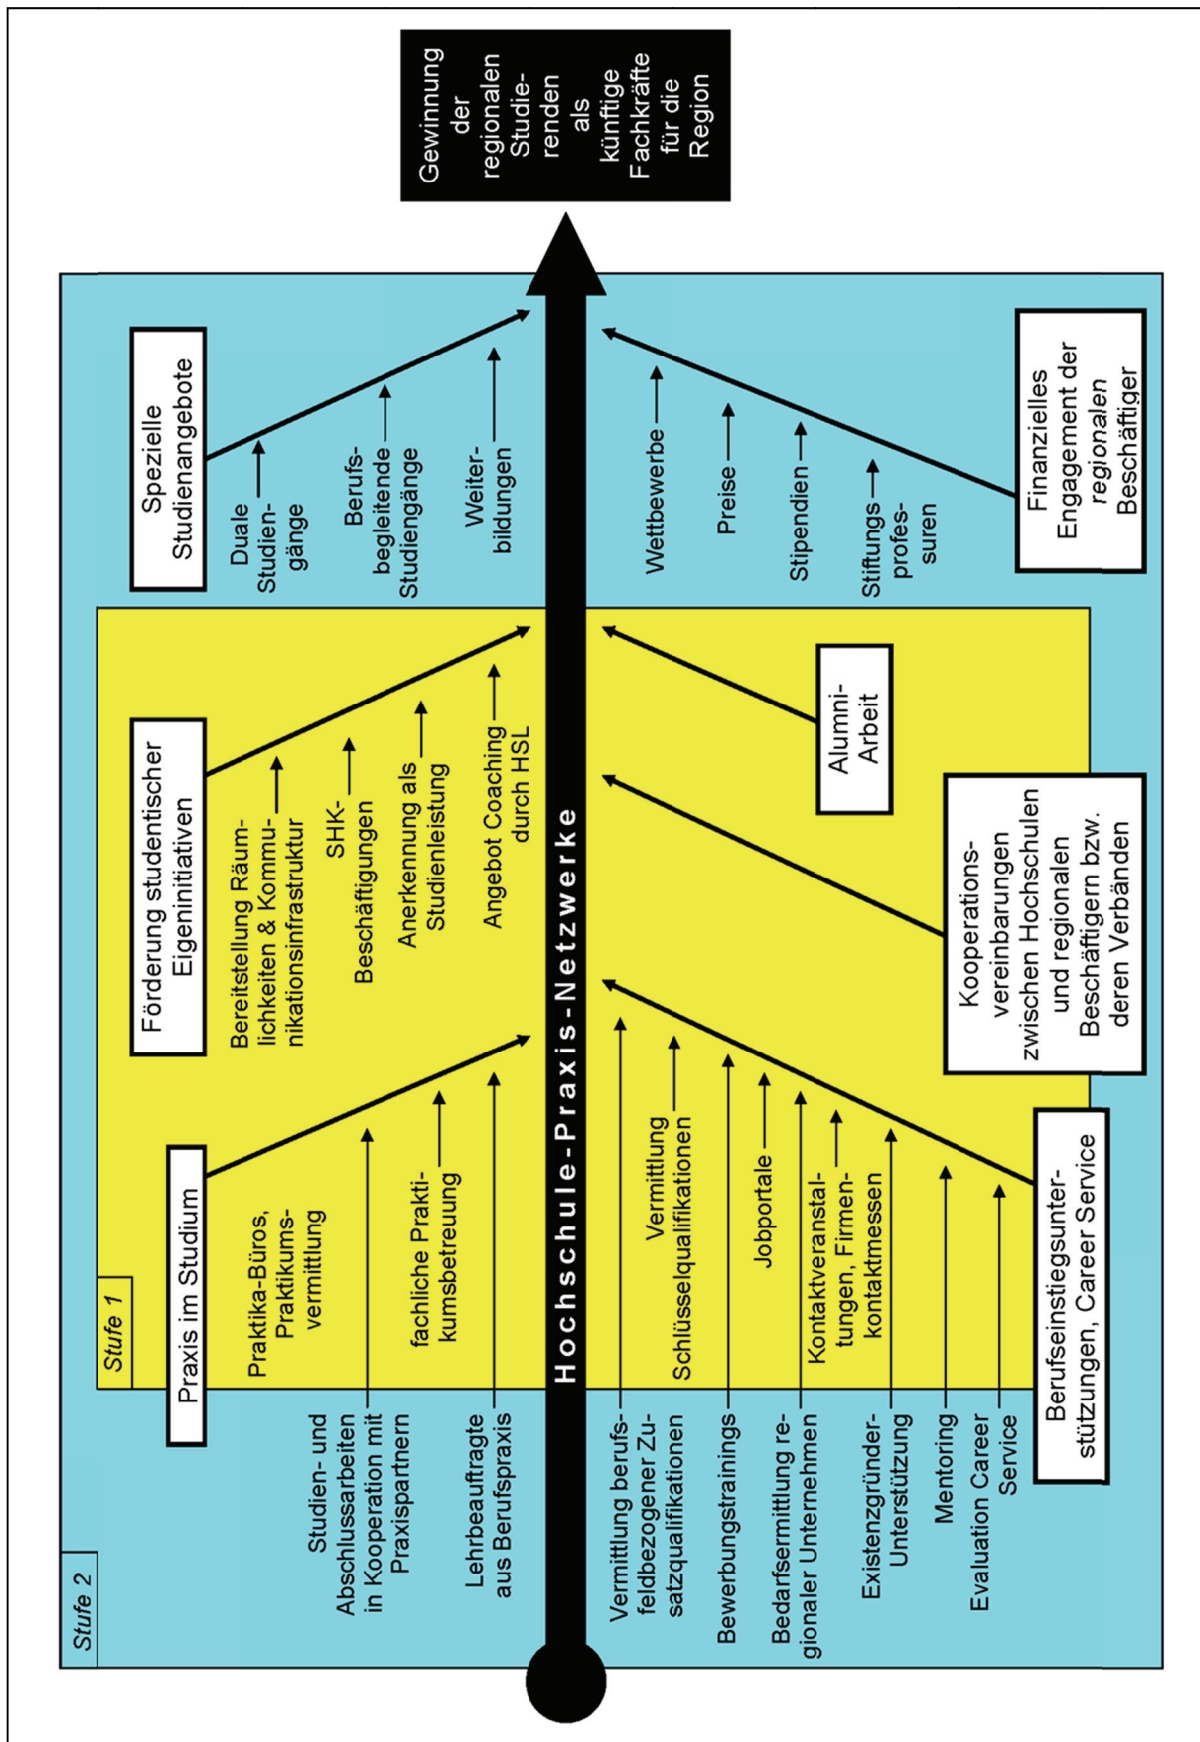 Stufe 2
Stufe 1
Praxis im Studium
Praktika-Büros,
Praktikums-
vermittlung
Studien- und
Abschlussarbeiten
in Kooperation mit
Praxispartnern
fachliche Prakti-
kumsbetreuung
Lehrbeauftragte
aus Berufspraxis
Förderung studentischer
Eigeninitiativen
Bereitstellung Räum-
lichkeiten & Kommu-
nikationsinfrastruktur
SHK-
Beschäftigungen
Anerkennung als
Studienleistung
Angebot Coaching
durch HSL
Spezielle
Studienangebote
Duale
Studien-
gänge
Berufs-
begleitende
Studiengänge
Weiter-
bildungen
Hochschule-Praxis-Netzwerke
Gewinnung
der
regionalen
Studie-
renden
als
künftige
Fachkräfte
für die
Region
Vermittlung berufs-
feldbezogener Zu-
satzqualifikationen
Vermittlung
Schlüsselqualifikationen
Bewerbungstrainings
Jobportale
Bedarfsermittlung re-
gionaler Unternehmen
Kontaktveranstal-
tungen, Firmen-
kontaktmessen
Existenzgründer-
Unterstützung
Mentoring
Evaluation Career
Service
Berufseinstiegsunter-
stützungen, Career Service
Kooperations-
vereinbarungen
zwischen Hochschulen
und regionalen
Beschäftigern bzw.
deren Verbänden
Alumni-
Arbeit
Wettbewerbe
Preise
Stipendien
Stiftungs-
profes-
suren
Finanzielles
Engagement der
regionalen
Beschäftiger